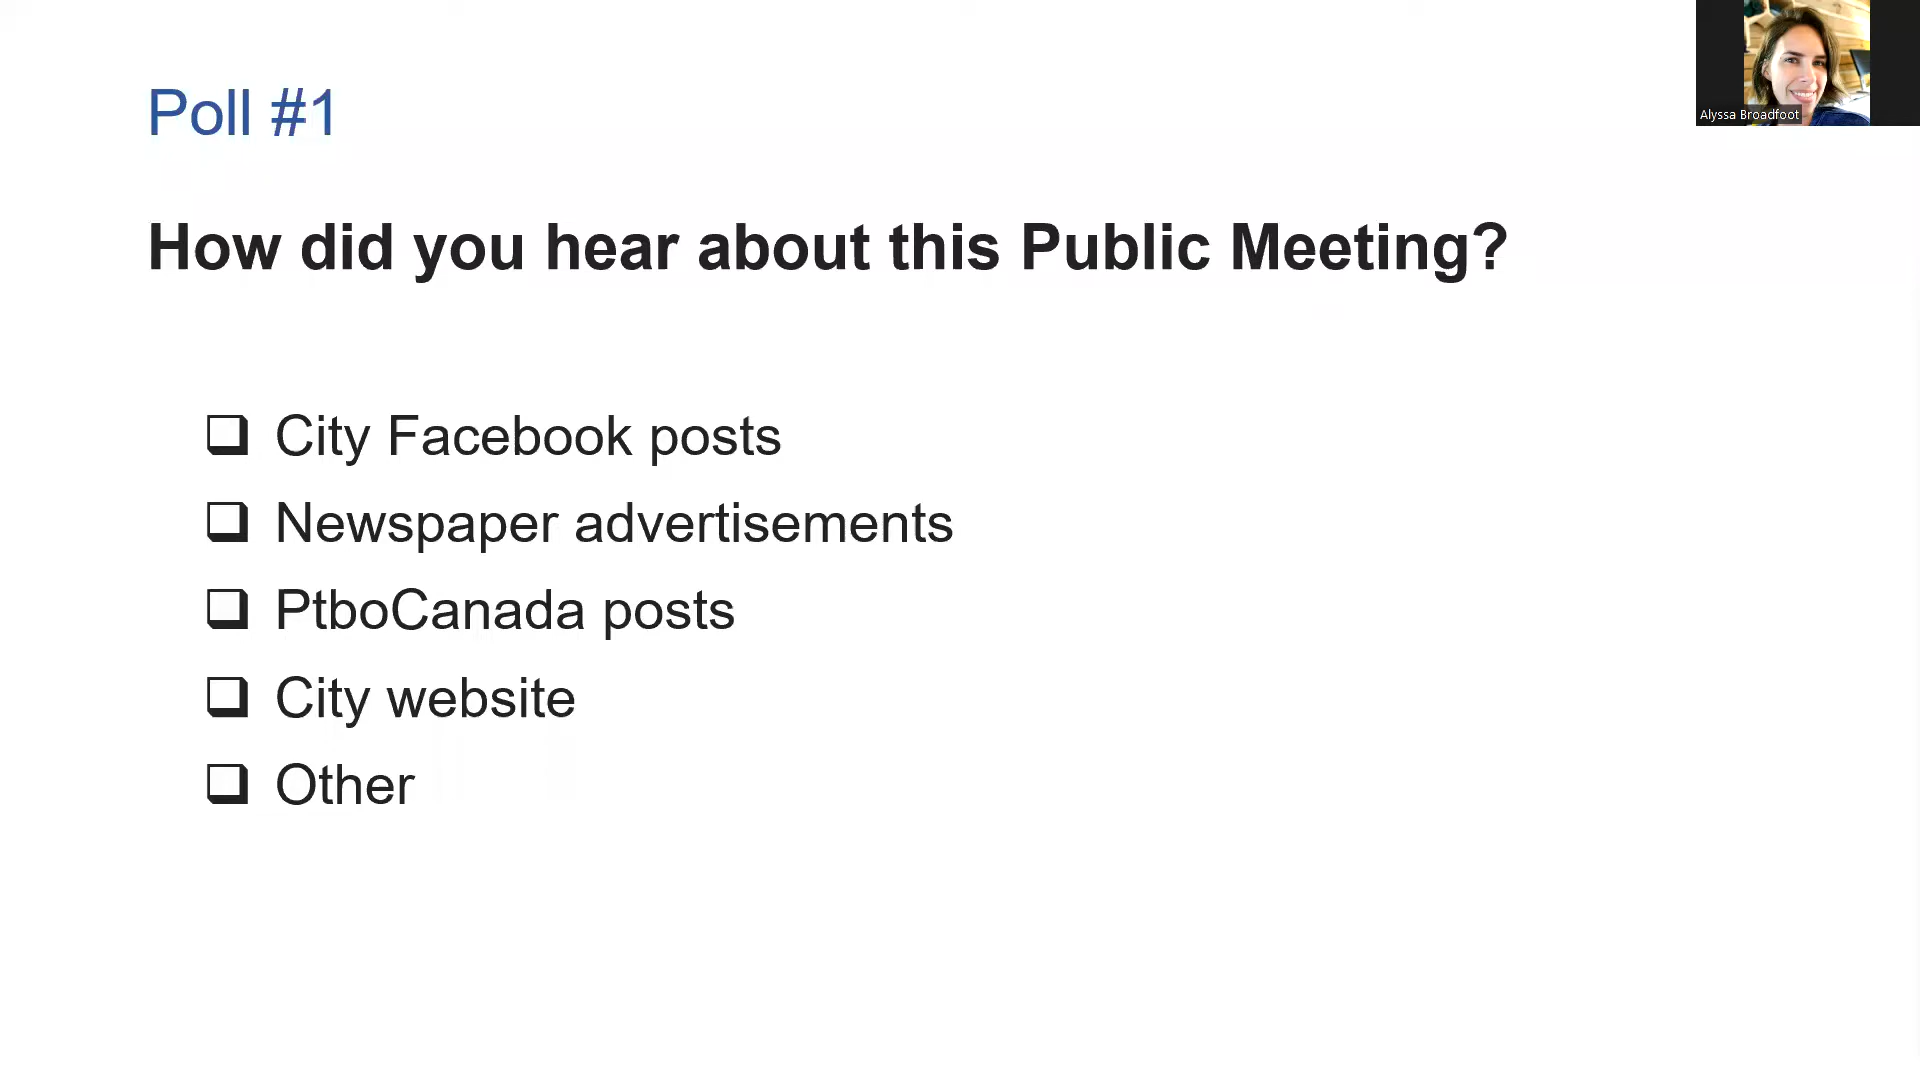 Poll #1
Alyssa Broadfoot
How did you hear about this Public Meeting?
City Facebook posts
Newspaper advertisements
PtboCanada posts
City website
Other